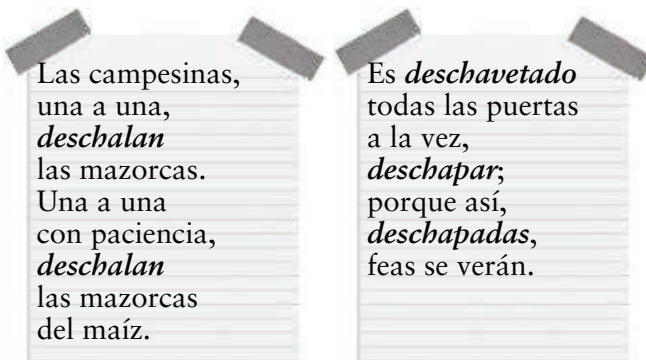 Las campesinas,
una a una,
deschalan
las mazorcas.
Una a una
con paciencia,
deschalan
las mazorcas
del maíz.
Es deschavetado
todas las puertas
a la vez,
deschapar;
porque así,
deschapadas,
feas se verán.